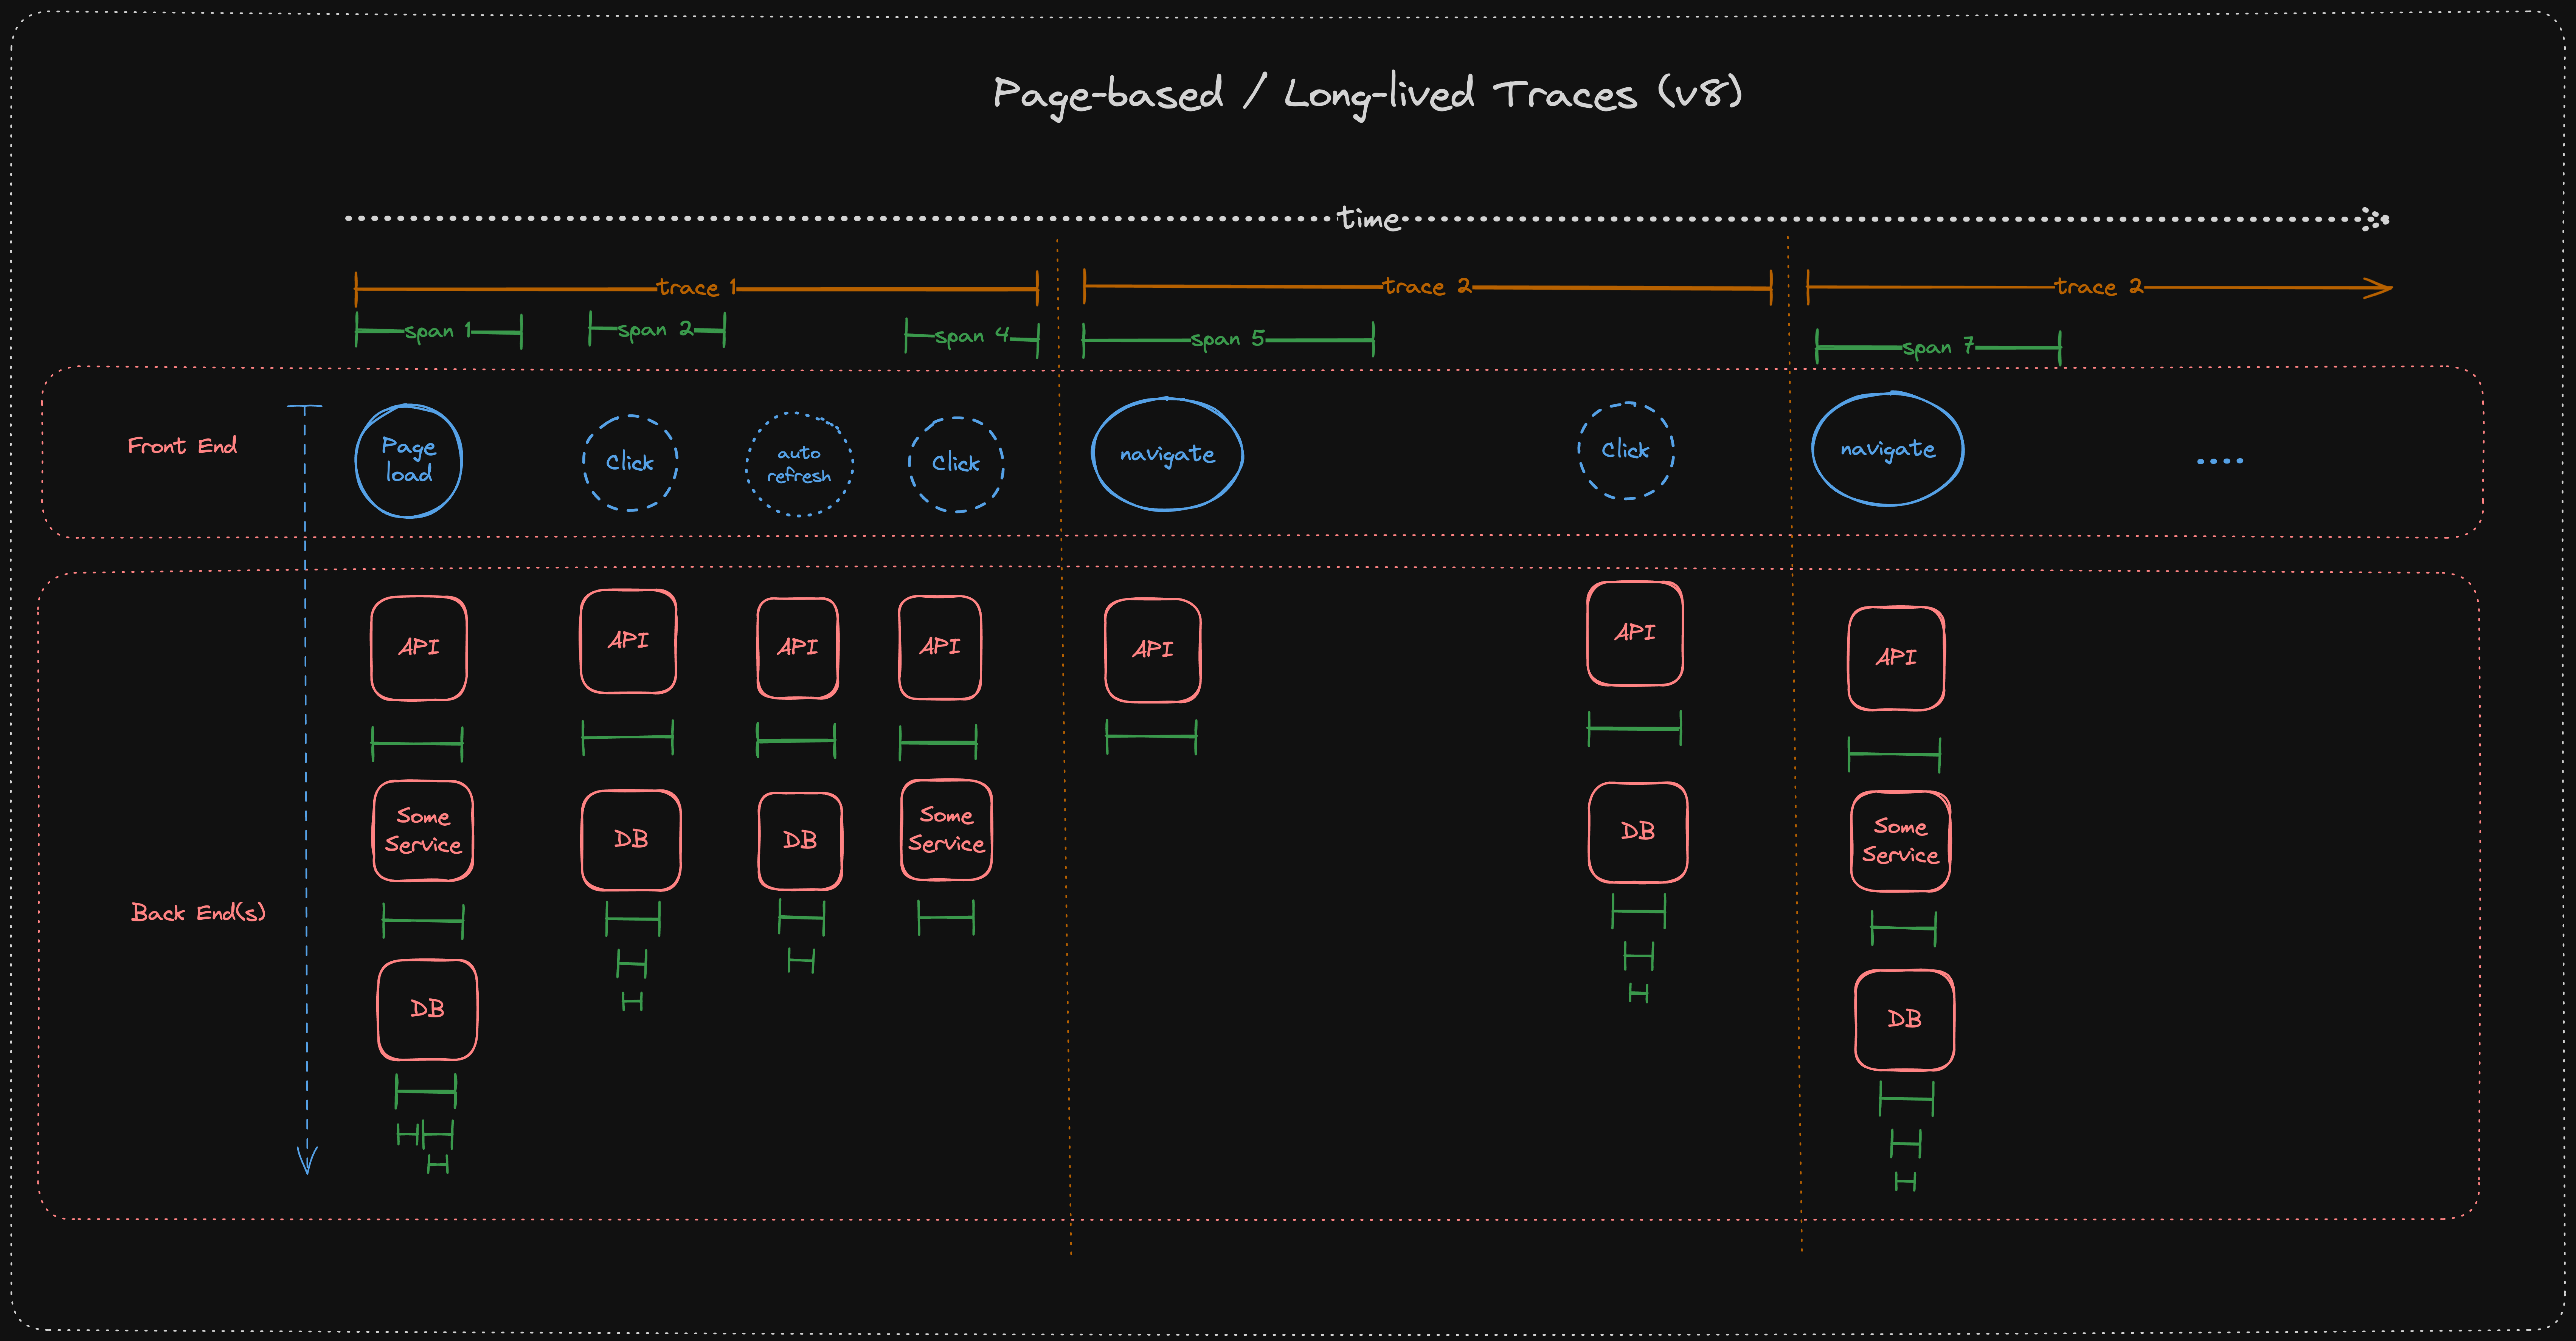 Page-based / Long-lived Traces (v8)
time
trace 1
trace 2
trace 2
span 1
span 2
span 4
span 5
span 7
Front End
Page
load
Click
auto
refresh
Click
navigate
Click
navigate
....
API
API
API
API
API
API
API
Some
Service
DB
DB
Some
Service
DB
Some
Service
Back End(s)
DB
DB